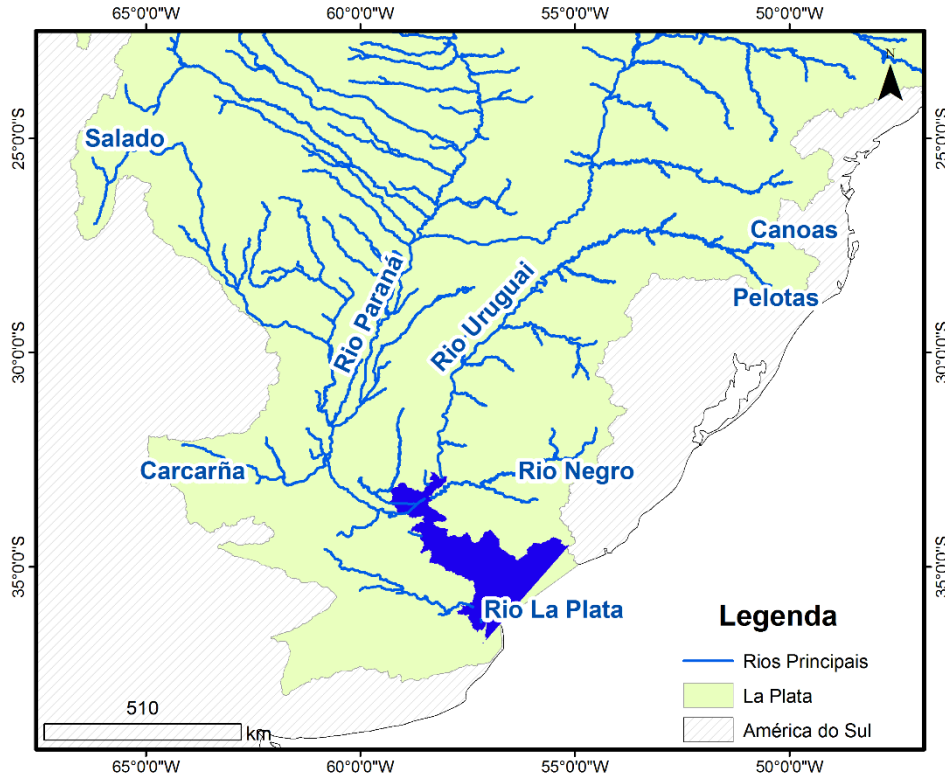 65°0'0"W 60°0'0"W 55°0'0"W 50°0'0"W
N
25°0'0"S
25°0'0"S
Salado
Canoas
Rio Paraná
Rio Uruguai
Pelotas
30°0'0"S
30°0'0"S
Carcarña
Rio Negro
35°0'0"S
35°0'0"S
Rio La Plata
Legenda
Rios Principais
La Plata
América do Sul
510
km
65°0'0"W 60°0'0"W 55°0'0"W 50°0'0"W